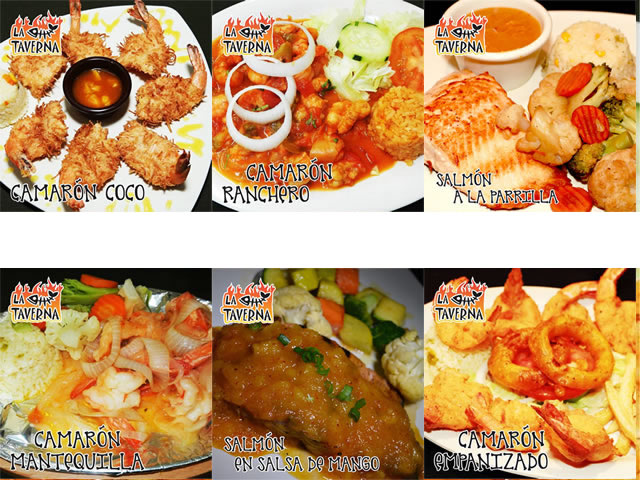 LA
TAVERNA
CAMARÓN COCO
LA
TAVERNA
CAMARÓN
RANCHERO
LA
TAVERNA
SALMÓN
A LA PARRILLA
LA
TAVERNA
CAMARÓN
MANTEQUILLA
LA
TAVERNA
SALMÓN
EN SALSA DE MANGO
LA
TAVERNA
CAMARÓN
EMPANIZADO